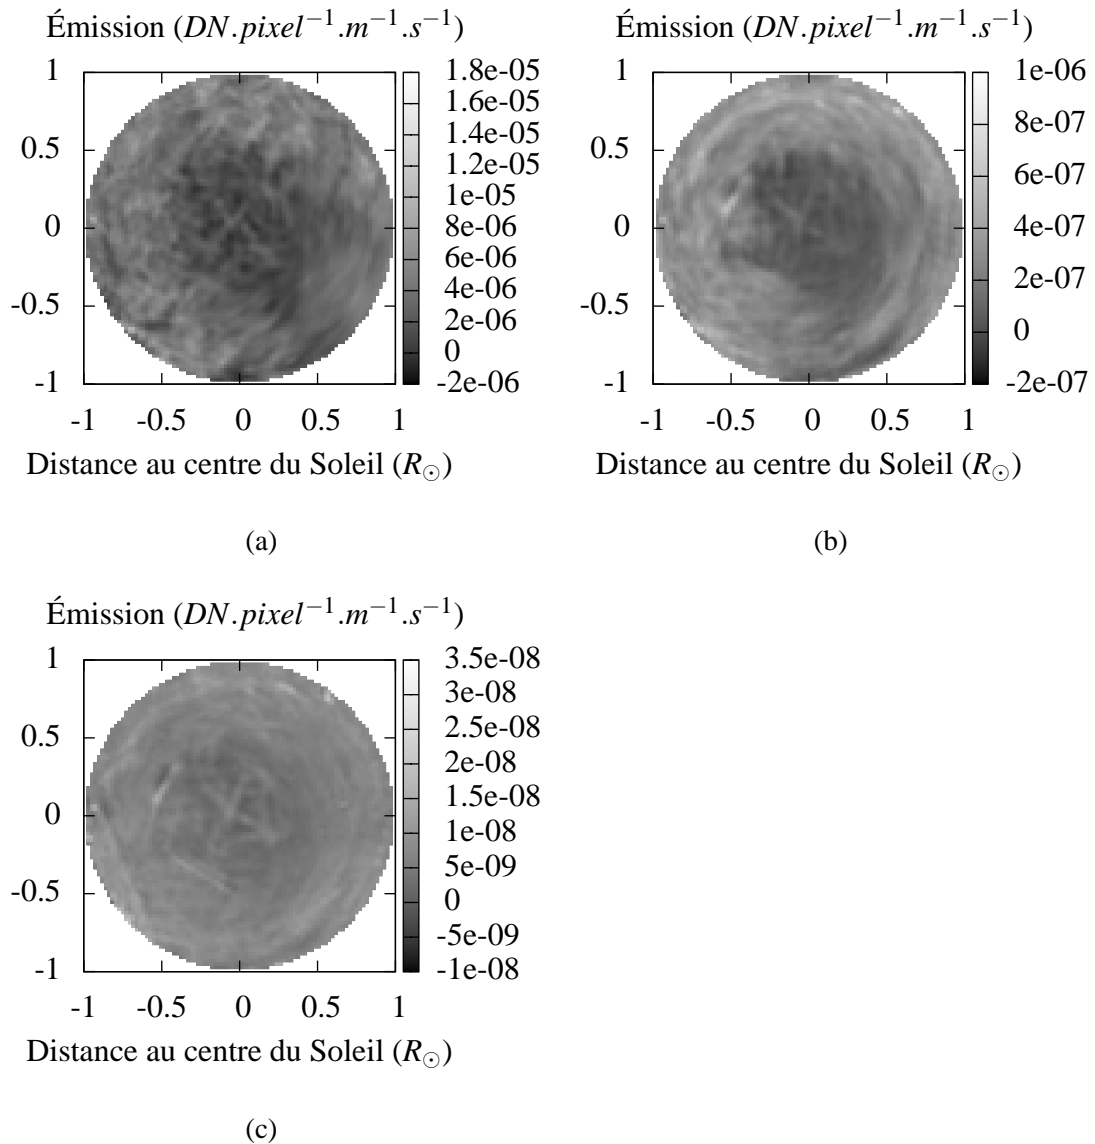 Émission (DN.pixel⁻¹.m⁻¹.s⁻¹)
1
0.5
0
-0.5
-1
-1 -0.5 0 0.5 1
1.8e-05
1.6e-05
1.4e-05
1.2e-05
1e-05
8e-06
6e-06
4e-06
2e-06
0
-2e-06
Distance au centre du Soleil (R☉)
(a)
Émission (DN.pixel⁻¹.m⁻¹.s⁻¹)
1
0.5
0
-0.5
-1
-1 -0.5 0 0.5 1
1e-06
8e-07
6e-07
4e-07
2e-07
0
-2e-07
Distance au centre du Soleil (R☉)
(b)
Émission (DN.pixel⁻¹.m⁻¹.s⁻¹)
1
0.5
0
-0.5
-1
-1 -0.5 0 0.5 1
3.5e-08
3e-08
2.5e-08
2e-08
1.5e-08
1e-08
5e-09
0
-5e-09
-1e-08
Distance au centre du Soleil (R☉)
(c)